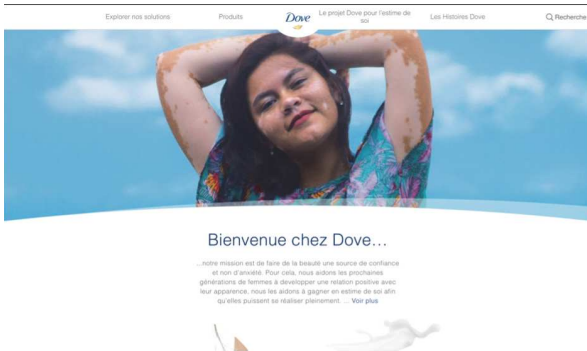 Explorer nos solutions
Produits
Dove
Le projet Dove pour l'estime de
soi
Les Histoires Dove
Recherche
Bienvenue chez Dove…
...notre mission est de faire de la beauté une source de confiance
et non d'anxiété. Pour cela, nous aidons les prochaines
générations de femmes à développer une relation positive avec
leur apparence, nous les aidons à gagner en estime de soi afin
qu'elles puissent se réaliser pleinement. ... Voir plus